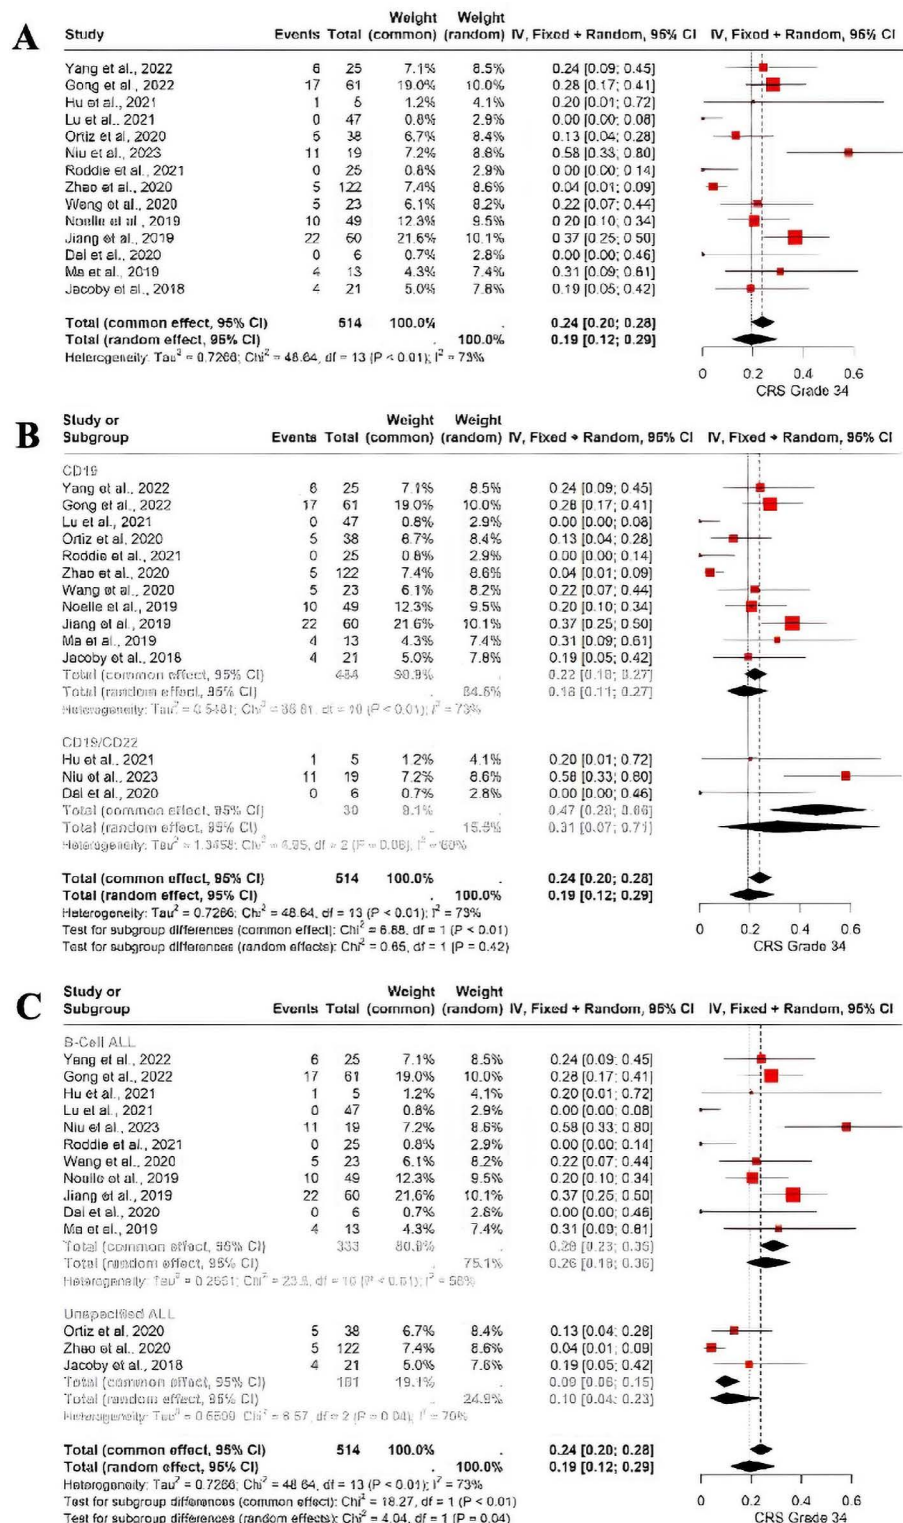 A
Weight Weight
Study Events Total (common) (random) IV, Fixed + Random, 95% CI IV, Fixed + Random, 95% CI
Yang et al., 2022 6 25 7.1% 8.5% 0.24 [0.09; 0.45]
Gong et al., 2022 17 61 19.0% 10.0% 0.28 [0.17; 0.41]
Hu et al., 2021 1 5 1.2% 4.1% 0.20 [0.01; 0.72]
Lu et al., 2021 0 47 0.8% 2.9% 0.00 [0.00; 0.08]
Ortiz et al., 2020 5 38 6.7% 8.4% 0.13 [0.04; 0.28]
Niu et al., 2023 11 19 7.2% 8.6% 0.58 [0.33; 0.80]
Roddie et al., 2021 0 25 0.8% 2.9% 0.00 [0.00; 0.14]
Zhao et al., 2020 5 122 7.4% 8.6% 0.04 [0.01; 0.09]
Wang et al., 2020 5 23 6.1% 8.2% 0.22 [0.07; 0.44]
Noelle et al., 2019 10 49 12.3% 9.5% 0.20 [0.10; 0.34]
Jiang et al., 2019 22 60 21.6% 10.1% 0.37 [0.25; 0.50]
Dai et al., 2020 0 6 0.7% 2.8% 0.00 [0.00; 0.46]
Ma et al., 2019 4 13 4.3% 7.4% 0.31 [0.09; 0.61]
Jacoby et al., 2018 4 21 5.0% 7.8% 0.19 [0.05; 0.42]
Total (common effect, 95% CI) 514 100.0% . 0.24 [0.20; 0.28]
Total (random effect, 95% CI) . 100.0% 0.19 [0.12; 0.29]
Heterogeneity: Tau² = 0.7266; Chi² = 48.64, df = 13 (P < 0.01); I² = 73%
0 0.2 0.4 0.6
CRS Grade 34
B
Study or Weight Weight
Subgroup Events Total (common) (random) IV, Fixed + Random, 95% CI IV, Fixed + Random, 95% CI
CD19
Yang et al., 2022 6 25 7.1% 8.5% 0.24 [0.09; 0.45]
Gong et al., 2022 17 61 19.0% 10.0% 0.28 [0.17; 0.41]
Lu et al., 2021 0 47 0.8% 2.9% 0.00 [0.00; 0.08]
Ortiz et al., 2020 5 38 6.7% 8.4% 0.13 [0.04; 0.28]
Roddie et al., 2021 0 25 0.8% 2.9% 0.00 [0.00; 0.14]
Zhao et al., 2020 5 122 7.4% 8.6% 0.04 [0.01; 0.09]
Wang et al., 2020 5 23 6.1% 8.2% 0.22 [0.07; 0.44]
Noelle et al., 2019 10 49 12.3% 9.5% 0.20 [0.10; 0.34]
Jiang et al., 2019 22 60 21.6% 10.1% 0.37 [0.25; 0.50]
Ma et al., 2019 4 13 4.3% 7.4% 0.31 [0.09; 0.61]
Jacoby et al., 2018 4 21 5.0% 7.8% 0.19 [0.05; 0.42]
Total (common effect, 95% CI) 484 90.9% . 0.22 [0.18; 0.27]
Total (random effect, 95% CI) . 84.5% 0.18 [0.11; 0.27]
Heterogeneity: Tau² = Chi² = df = 10 (P < 0.01); I² = 73%
CD19/CD22
Hu et al., 2021 1 5 1.2% 4.1% 0.20 [0.01; 0.72]
Niu et al., 2023 11 19 7.2% 8.6% 0.58 [0.33; 0.80]
Dai et al., 2020 0 6 0.7% 2.8% 0.00 [0.00; 0.46]
Total (common effect, 95% CI) 30 9.1% . 0.47 [0.28; 0.66]
Total (random effect, 95% CI) . 15.5% 0.31 [0.07; 0.71]
Heterogeneity: Tau² = Chi² = df = 2 I² = 60%
Total (common effect, 95% CI) 514 100.0% . 0.24 [0.20; 0.28]
Total (random effect, 95% CI) . 100.0% 0.19 [0.12; 0.29]
Heterogeneity: Tau² = 0.7266; Chi² = 48.64, df = 13 (P < 0.01); I² = 73%
Test for subgroup differences (common effect): Chi² = 6.88, df = 1 (P < 0.01)
Test for subgroup differences (random effects): Chi² = 0.65, df = 1 (P = 0.42)
0 0.2 0.4 0.6
CRS Grade 34
C
Study or Weight Weight
Subgroup Events Total (common) (random) IV, Fixed + Random, 95% CI IV, Fixed + Random, 95% CI
B-Cell ALL
Yang et al., 2022 6 25 7.1% 8.5% 0.24 [0.09; 0.45]
Gong et al., 2022 17 61 19.0% 10.0% 0.28 [0.17; 0.41]
Hu et al., 2021 1 5 1.2% 4.1% 0.20 [0.01; 0.72]
Lu et al., 2021 0 47 0.8% 2.9% 0.00 [0.00; 0.08]
Niu et al., 2023 11 19 7.2% 8.6% 0.58 [0.33; 0.80]
Roddie et al., 2021 0 25 0.8% 2.9% 0.00 [0.00; 0.14]
Wang et al., 2020 5 23 6.1% 8.2% 0.22 [0.07; 0.44]
Noelle et al., 2019 10 49 12.3% 9.5% 0.20 [0.10; 0.34]
Jiang et al., 2019 22 60 21.6% 10.1% 0.37 [0.25; 0.50]
Dai et al., 2020 0 6 0.7% 2.8% 0.00 [0.00; 0.46]
Ma et al., 2019 4 13 4.3% 7.4% 0.31 [0.09; 0.61]
Total (common effect, 95% CI) 333 80.9% . 0.28 [0.23; 0.35]
Total (random effect, 95% CI) . 75.1% 0.26 [0.18; 0.36]
Heterogeneity: Tau² = Chi² = df = 10 (P < 0.01); I² = 58%
Unspecified ALL
Ortiz et al., 2020 5 38 6.7% 8.4% 0.13 [0.04; 0.28]
Zhao et al., 2020 5 122 7.4% 8.6% 0.04 [0.01; 0.09]
Jacoby et al., 2018 4 21 5.0% 7.8% 0.19 [0.05; 0.42]
Total (common effect, 95% CI) 181 19.1% . 0.09 [0.06; 0.15]
Total (random effect, 95% CI) . 24.9% 0.10 [0.04; 0.23]
Heterogeneity: Tau² = Chi² = 6.57, df = 2 (P = 0.04); I² = 70%
Total (common effect, 95% CI) 514 100.0% . 0.24 [0.20; 0.28]
Total (random effect, 95% CI) . 100.0% 0.19 [0.12; 0.29]
Heterogeneity: Tau² = 0.7266; Chi² = 48.64, df = 13 (P < 0.01); I² = 73%
Test for subgroup differences (common effect): Chi² = 18.27, df = 1 (P < 0.01)
Test for subgroup differences (random effects): Chi² = 4.04, df = 1 (P = 0.04)
0 0.2 0.4 0.6
CRS Grade 34